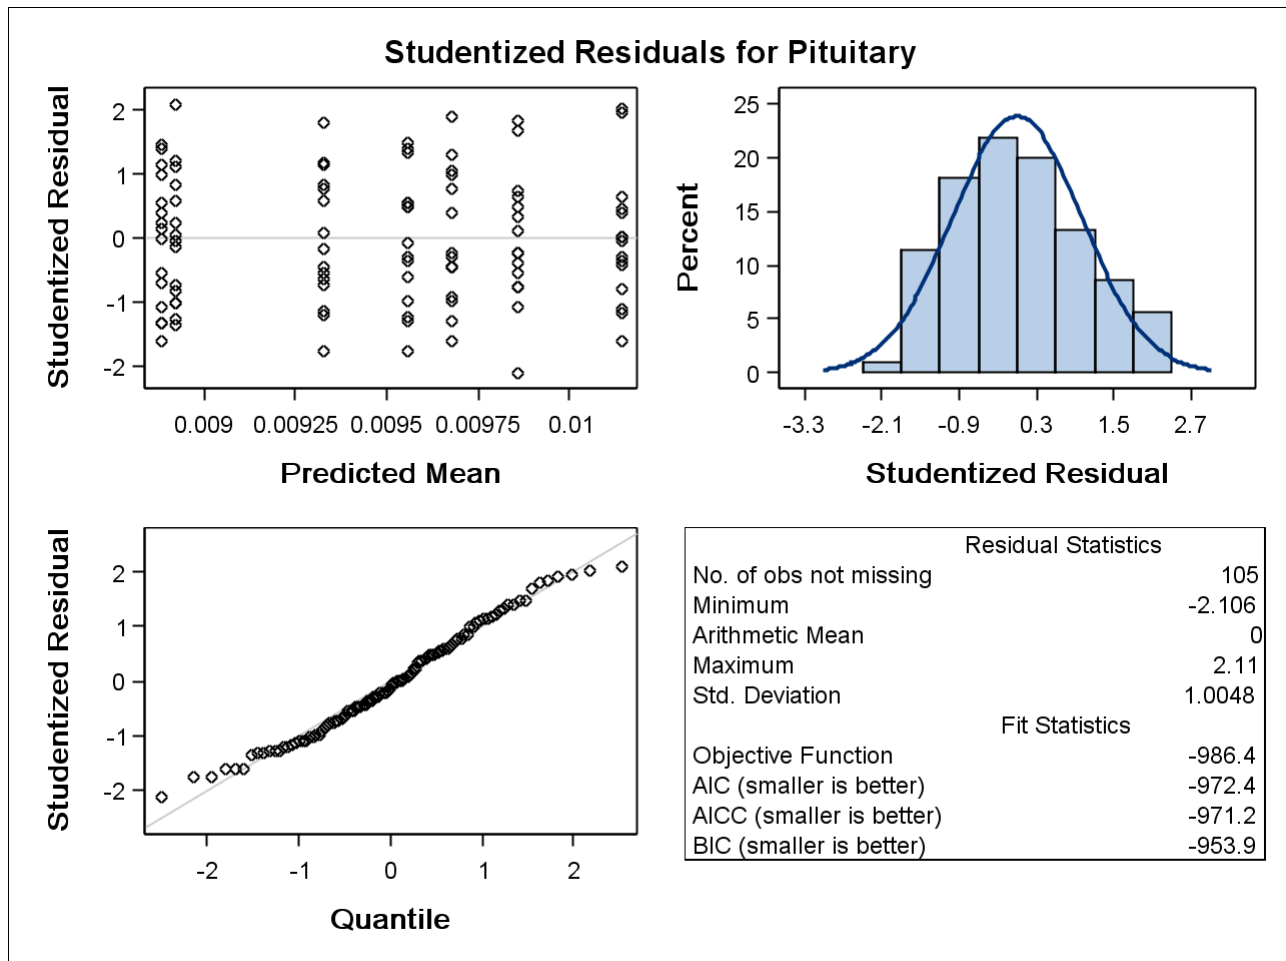 Studentized Residuals for Pituitary
Studentized Residual
2
1
0
-1
-2
0.009 0.00925 0.0095 0.00975 0.01
Predicted Mean
Percent
25
20
15
10
5
0
-3.3 -2.1 -0.9 0.3 1.5 2.7
Studentized Residual
Studentized Residual
2
1
0
-1
-2
-2 -1 0 1 2
Quantile
Residual Statistics
No. of obs not missing 105
Minimum -2.106
Arithmetic Mean 0
Maximum 2.11
Std. Deviation 1.0048
Fit Statistics
Objective Function -986.4
AIC (smaller is better) -972.4
AICC (smaller is better) -971.2
BIC (smaller is better) -953.9